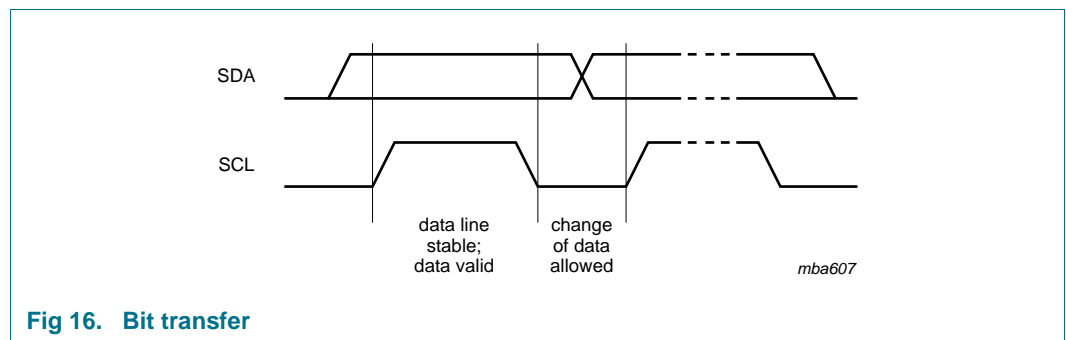 SDA
SCL
data line
stable;
data valid
change
of data
allowed
mba607
Fig 16. Bit transfer